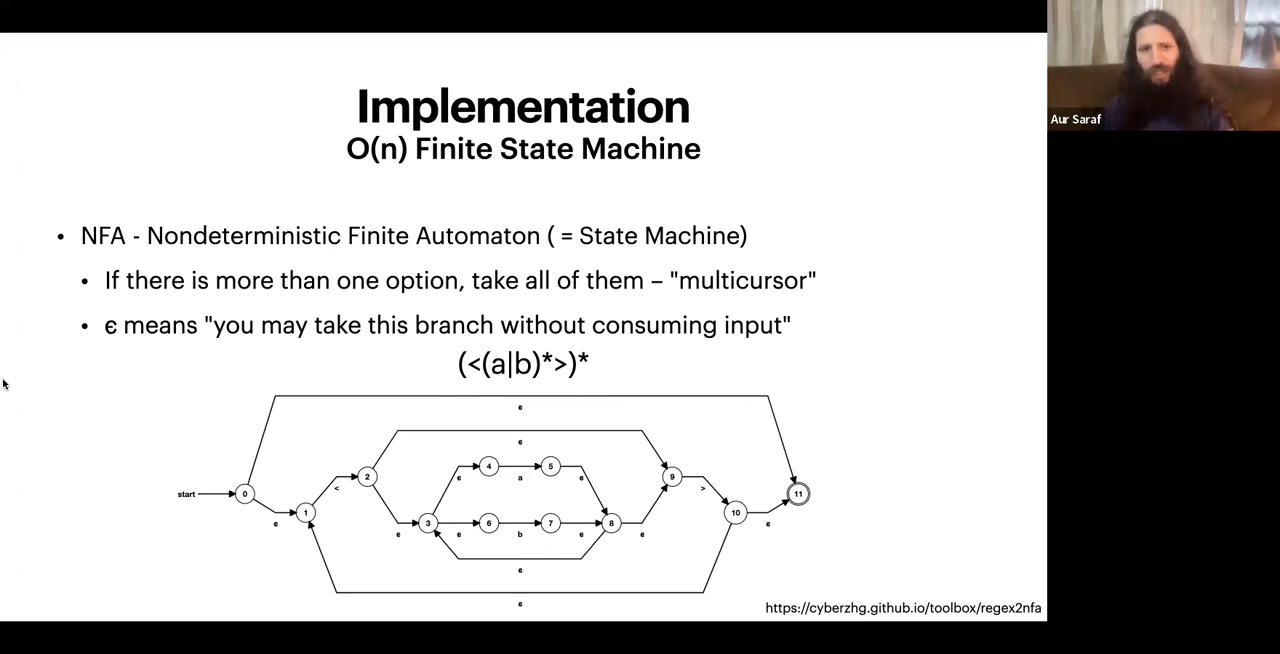 Implementation
O(n) Finite State Machine
• NFA - Nondeterministic Finite Automaton ( = State Machine)
• If there is more than one option, take all of them – "multicursor"
• ϵ means "you may take this branch without consuming input"
(<(a|b)*>)*
ϵ
ϵ
4 5
ϵ a ϵ
2 9
< >
start 0 11
1 10
ϵ ϵ
3 6 7 8
ϵ ϵ b ϵ ϵ
ϵ
ϵ
https://cyberzhg.github.io/toolbox/regex2nfa
Aur Saraf